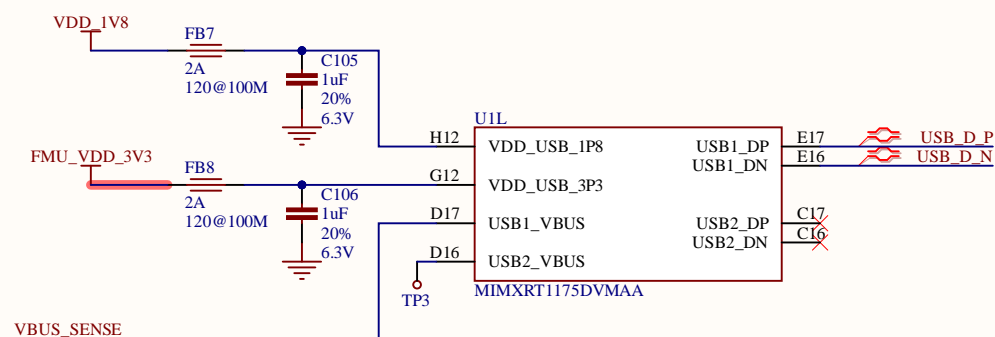 VDD_1V8
FB7
2A
120@100M
C105
1uF
20%
6.3V
U1L
H12
VDD_USB_1P8
USB1_DP
E17
USB_D_P
USB1_DN
E16
USB_D_N
FMU_VDD_3V3
FB8
2A
120@100M
G12
VDD_USB_3P3
C106
1uF
20%
6.3V
D17
USB1_VBUS
USB2_DP
C17
USB2_DN
C16
D16
USB2_VBUS
TP3
MIMXRT1175DVMAA
VBUS_SENSE